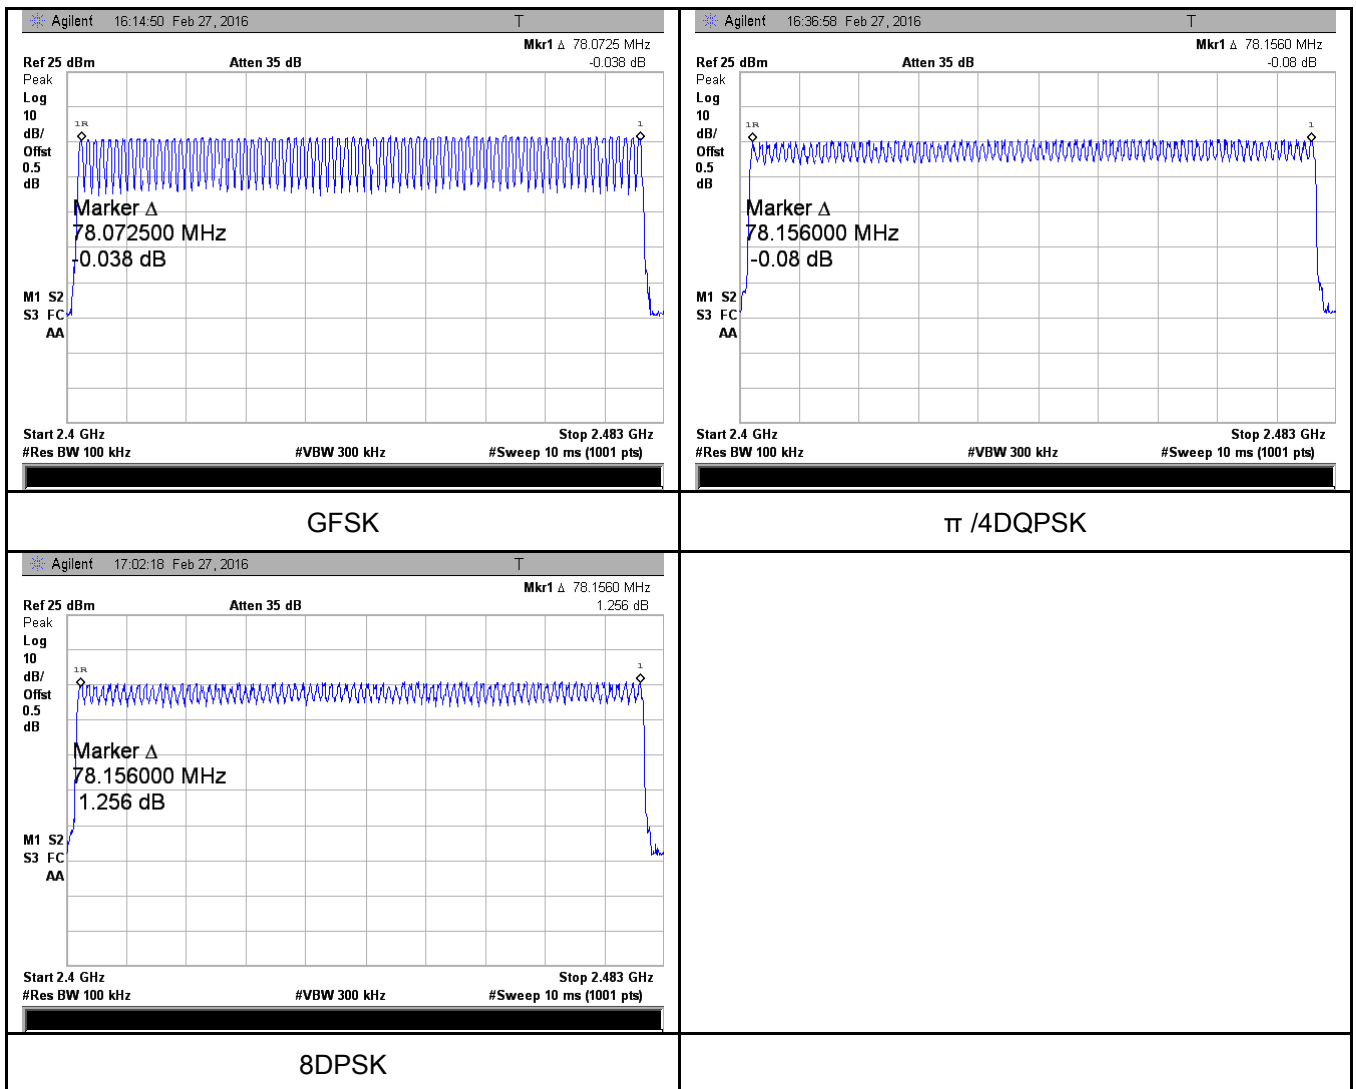 Agilent 16:14:50 Feb 27, 2016 T
Mkr1 Δ 78.0725 MHz
Ref 25 dBm Atten 35 dB -0.038 dB
Peak
Log
10
dB/
Offst
0.5
dB
1R 1
Marker Δ
78.072500 MHz
-0.038 dB
M1 S2
S3 FC
AA
Start 2.4 GHz Stop 2.483 GHz
#Res BW 100 kHz #VBW 300 kHz #Sweep 10 ms (1001 pts)
GFSK
Agilent 16:36:58 Feb 27, 2016 T
Mkr1 Δ 78.1560 MHz
Ref 25 dBm Atten 35 dB -0.08 dB
Peak
Log
10
dB/
Offst
0.5
dB
1R 1
Marker Δ
78.156000 MHz
-0.08 dB
M1 S2
S3 FC
AA
Start 2.4 GHz Stop 2.483 GHz
#Res BW 100 kHz #VBW 300 kHz #Sweep 10 ms (1001 pts)
π /4DQPSK
Agilent 17:02:18 Feb 27, 2016 T
Mkr1 Δ 78.1560 MHz
Ref 25 dBm Atten 35 dB 1.256 dB
Peak
Log
10
dB/
Offst
0.5
dB
1R 1
Marker Δ
78.156000 MHz
1.256 dB
M1 S2
S3 FC
AA
Start 2.4 GHz Stop 2.483 GHz
#Res BW 100 kHz #VBW 300 kHz #Sweep 10 ms (1001 pts)
8DPSK